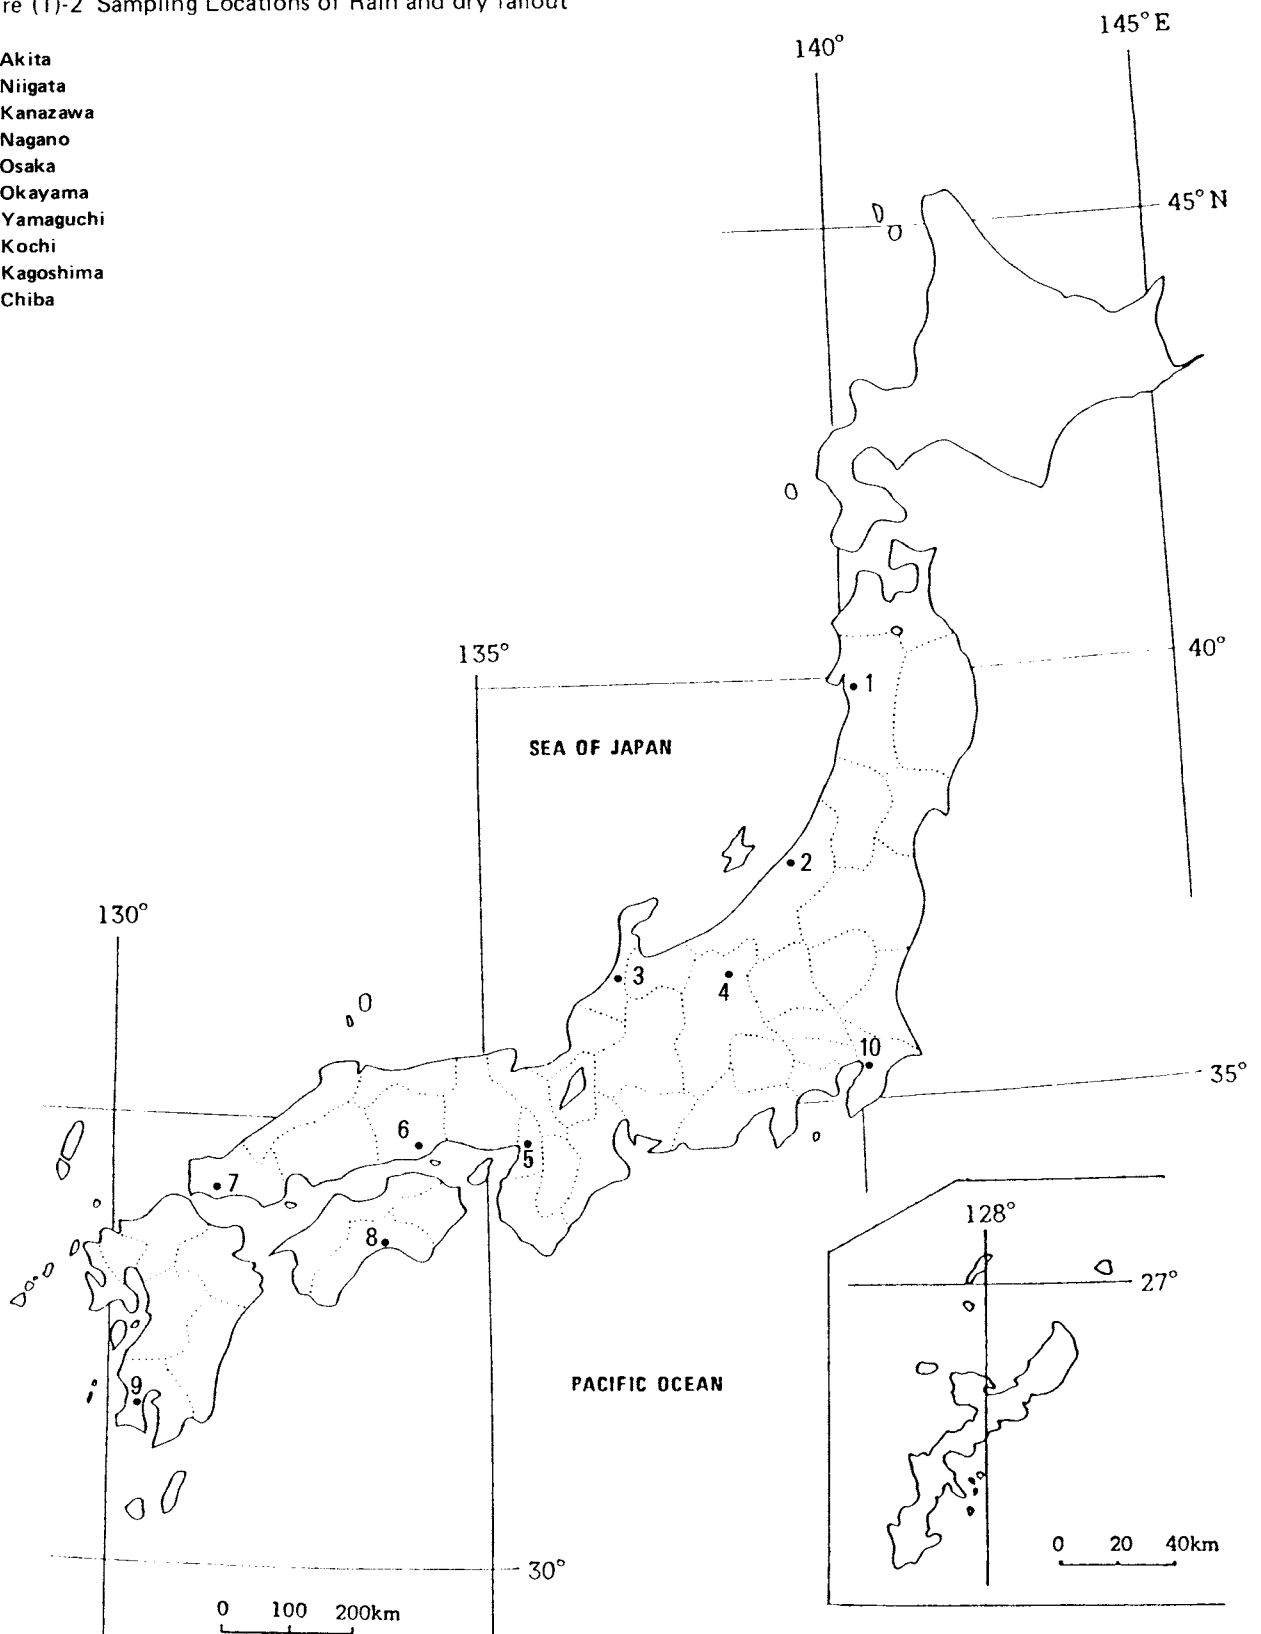 re (1)-2 Sampling Locations of Rain and dry fallout
Akita
Niigata
Kanazawa
Nagano
Osaka
Okayama
Yamaguchi
Kochi
Kagoshima
Chiba
145° E
140°
45° N
40°
135°
1
SEA OF JAPAN
2
130°
3
4
10
35°
6
5
7
8
128°
27°
PACIFIC OCEAN
9
0 20 40km
30°
0 100 200km